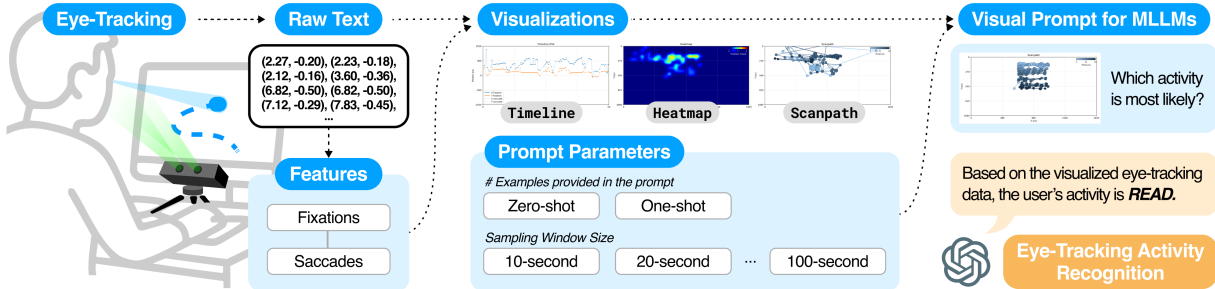 Eye-Tracking
Raw Text
Visualizations
Visual Prompt for MLLMs
(2.27, -0.20), (2.23, -0.18),
(2.12, -0.16), (3.60, -0.36),
(6.82, -0.50), (6.82, -0.50),
(7.12, -0.29), (7.83, -0.45),
...
Features
Fixations
Saccades
Heatmap
Scanpath
Timeline
Heatmap
Scanpath
Prompt Parameters
# Examples provided in the prompt
Zero-shot
One-shot
Sampling Window Size
10-second
20-second
...
100-second
Scanpath
Which activity
is most likely?
Based on the visualized eye-tracking
data, the user's activity is READ.
Eye-Tracking Activity
Recognition